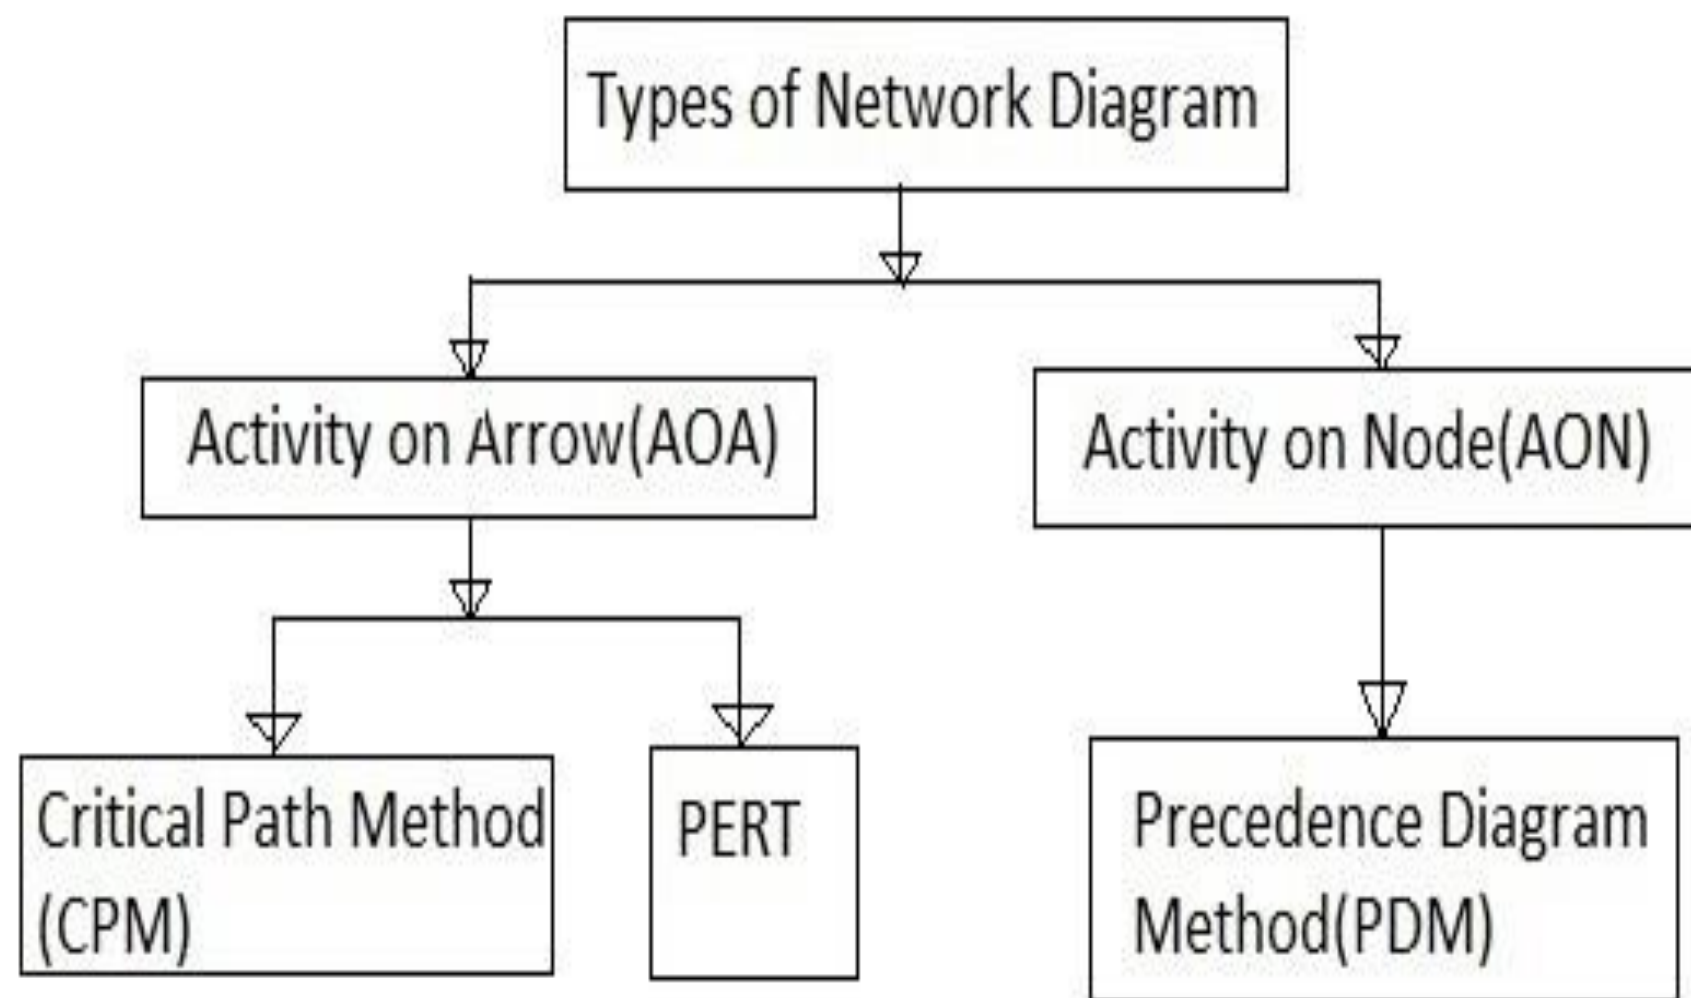 Types of Network Diagram
Activity on Arrow(AOA)
Activity on Node(AON)
Critical Path Method
(CPM)
PERT
Precedence Diagram
Method(PDM)